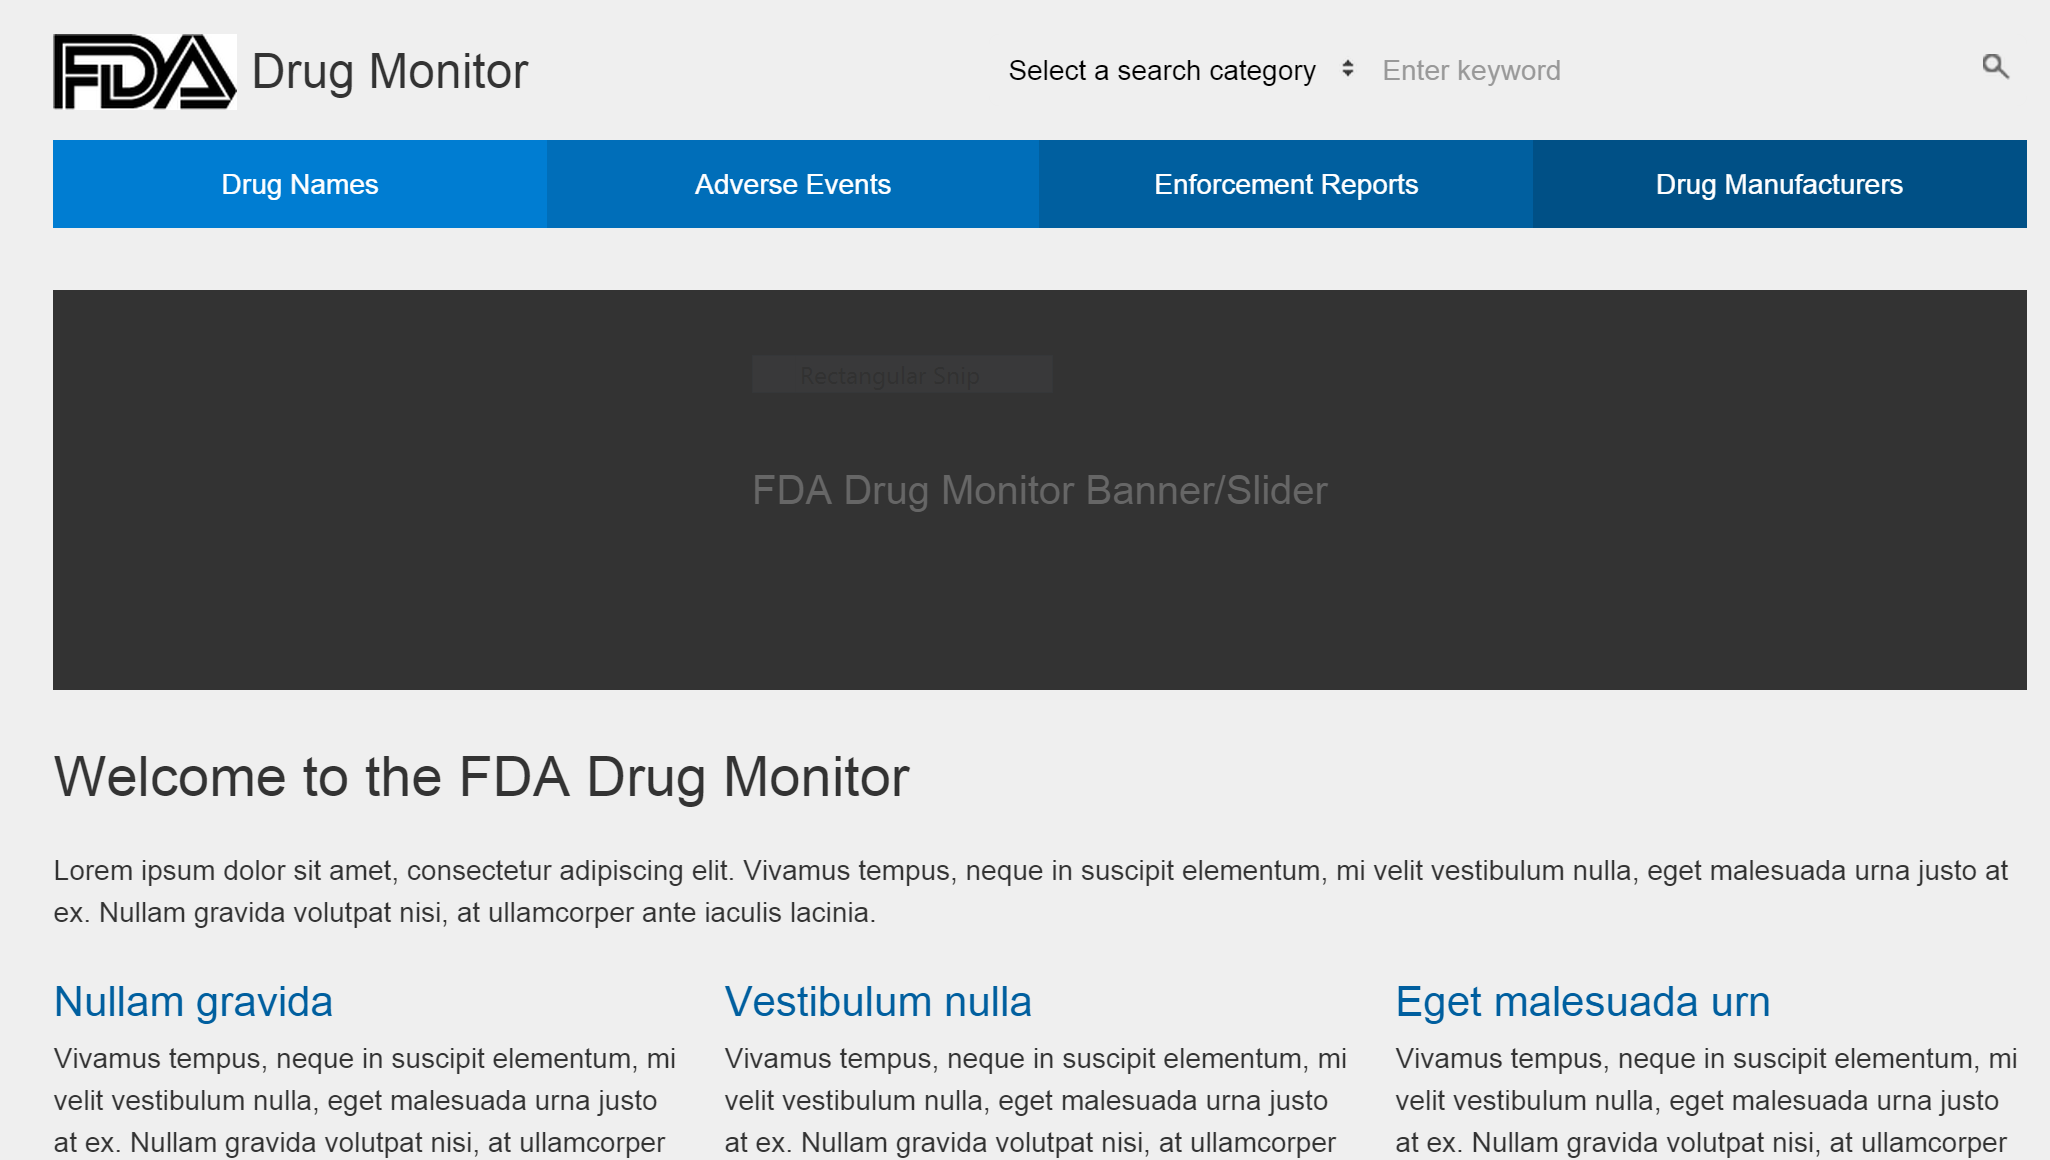 FDA Drug Monitor
Select a search category Enter keyword
Drug Names Adverse Events Enforcement Reports Drug Manufacturers
Rectangular Snip
FDA Drug Monitor Banner/Slider
Welcome to the FDA Drug Monitor
Lorem ipsum dolor sit amet, consectetur adipiscing elit. Vivamus tempus, neque in suscipit elementum, mi velit vestibulum nulla, eget malesuada urna justo at
ex. Nullam gravida volutpat nisi, at ullamcorper ante iaculis lacinia.
Nullam gravida
Vivamus tempus, neque in suscipit elementum, mi
velit vestibulum nulla, eget malesuada urna justo
at ex. Nullam gravida volutpat nisi, at ullamcorper
Vestibulum nulla
Vivamus tempus, neque in suscipit elementum, mi
velit vestibulum nulla, eget malesuada urna justo
at ex. Nullam gravida volutpat nisi, at ullamcorper
Eget malesuada urn
Vivamus tempus, neque in suscipit elementum, mi
velit vestibulum nulla, eget malesuada urna justo
at ex. Nullam gravida volutpat nisi, at ullamcorper